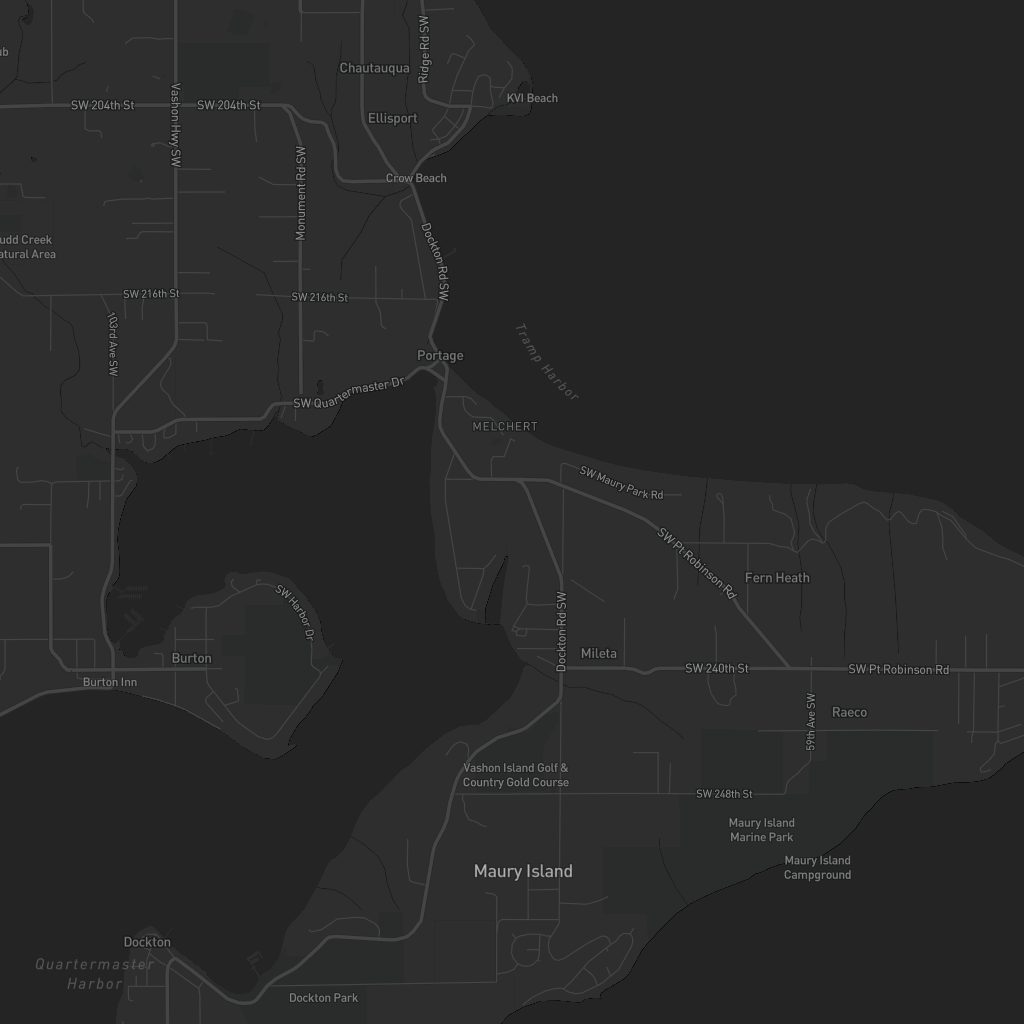 Ridge Rd SW
Chautauqua
KVI Beach
Vashon Hwy SW
SW 204th St
SW 204th St
Ellisport
Monument Rd SW
Crow Beach
Natural Area
Dockton Rd SW
SW 216th St
SW 216th St
103rd Ave SW
Tramp Harbor
Portage
SW Quartermaster Dr
MELCHERT
SW Maury Park Rd
SW Pt Robinson Rd
Fern Heath
SW Harbor Dr
Dockton Rd SW
Mileta
Burton
SW 240th St
SW Pt Robinson Rd
Burton Inn
59th Ave SW
Raeco
Vashon Island Golf &
Country Gold Course
SW 248th St
Maury Island
Marine Park
Maury Island
Campground
Maury Island
Dockton
Quartermaster
Harbor
Dockton Park